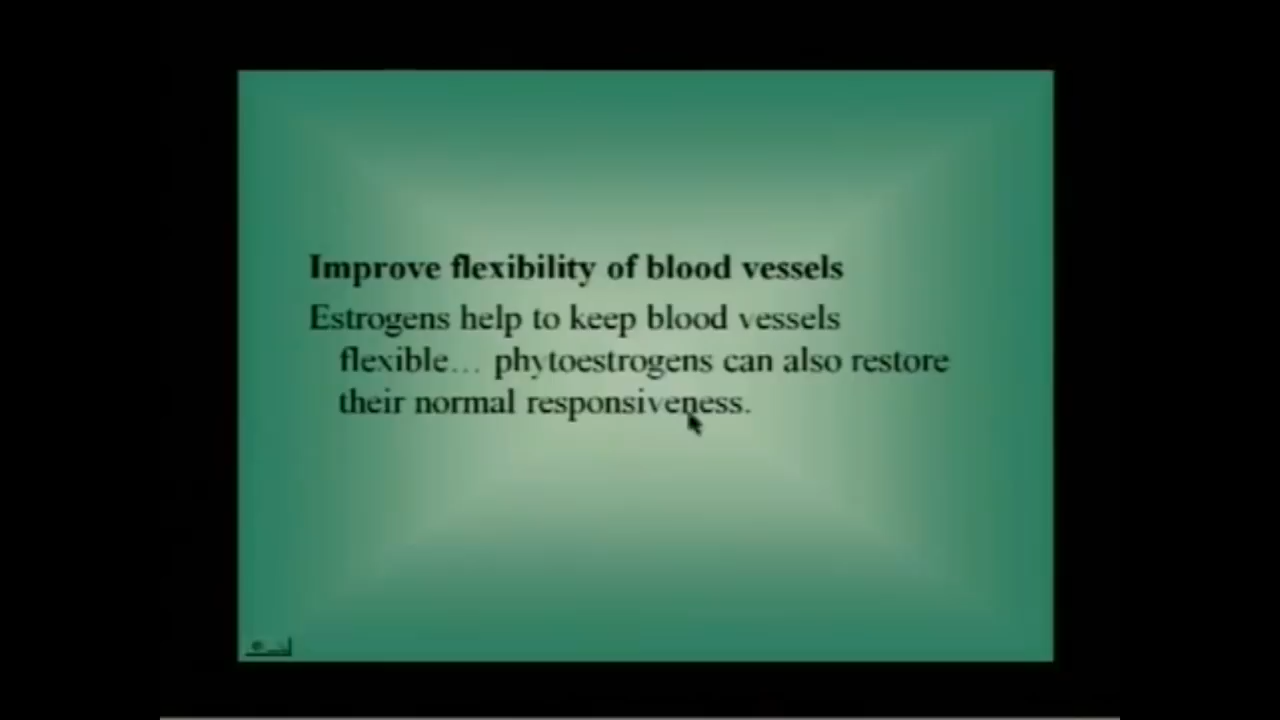 Improve flexibility of blood vessels
Estrogens help to keep blood vessels
flexible… phytoestrogens can also restore
their normal responsiveness.